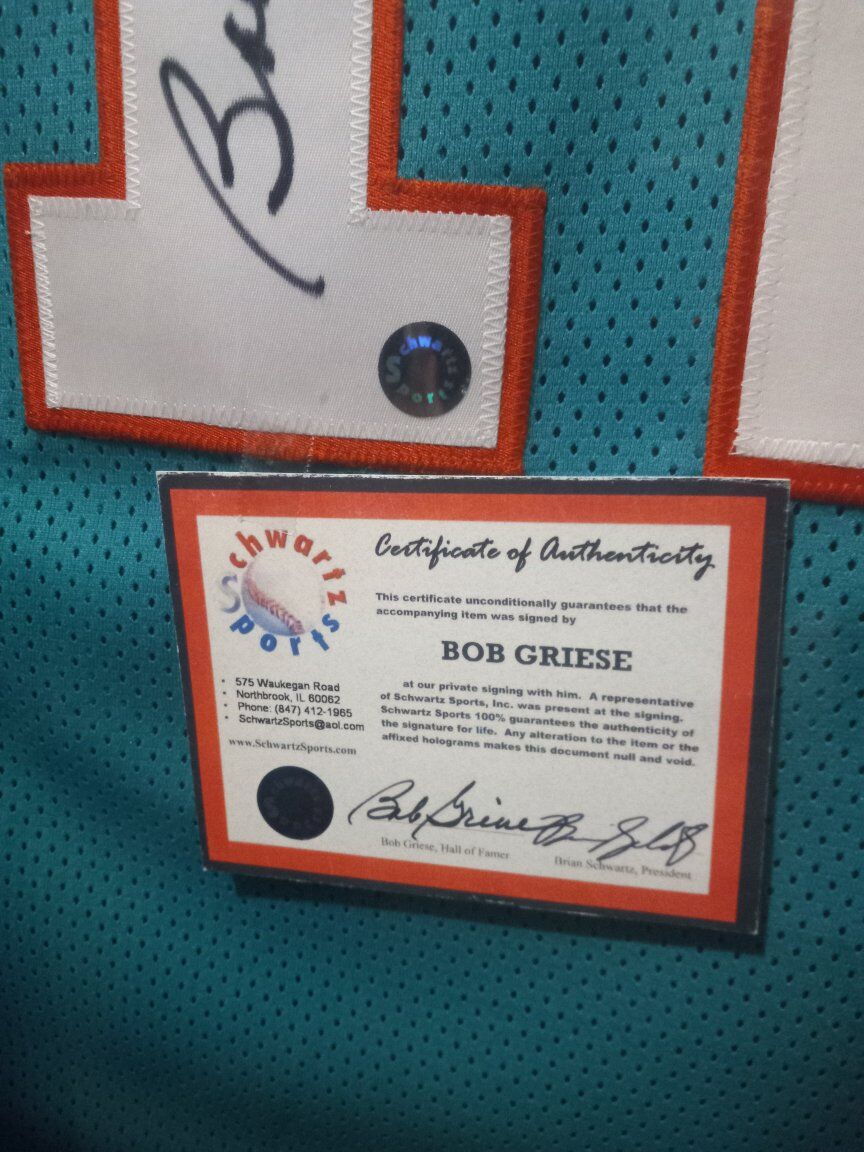 Schwartz
Sports
Schwartz
Sports
Certificate of Authenticity
This certificate unconditionally guarantees that the
accompanying item was signed by
BOB GRIESE
at our private signing with him. A representative
of Schwartz Sports, Inc. was present at the signing.
Schwartz Sports 100% guarantees the authenticity of
the signature for life. Any alteration to the item or the
affixed holograms makes this document null and void.
• 575 Waukegan Road
• Northbrook, IL 60062
• Phone: (847) 412-1965
• SchwartzSports@aol.com
www.SchwartzSports.com
Bob Griese
Bob Griese, Hall of Famer
Brian Schwartz, President